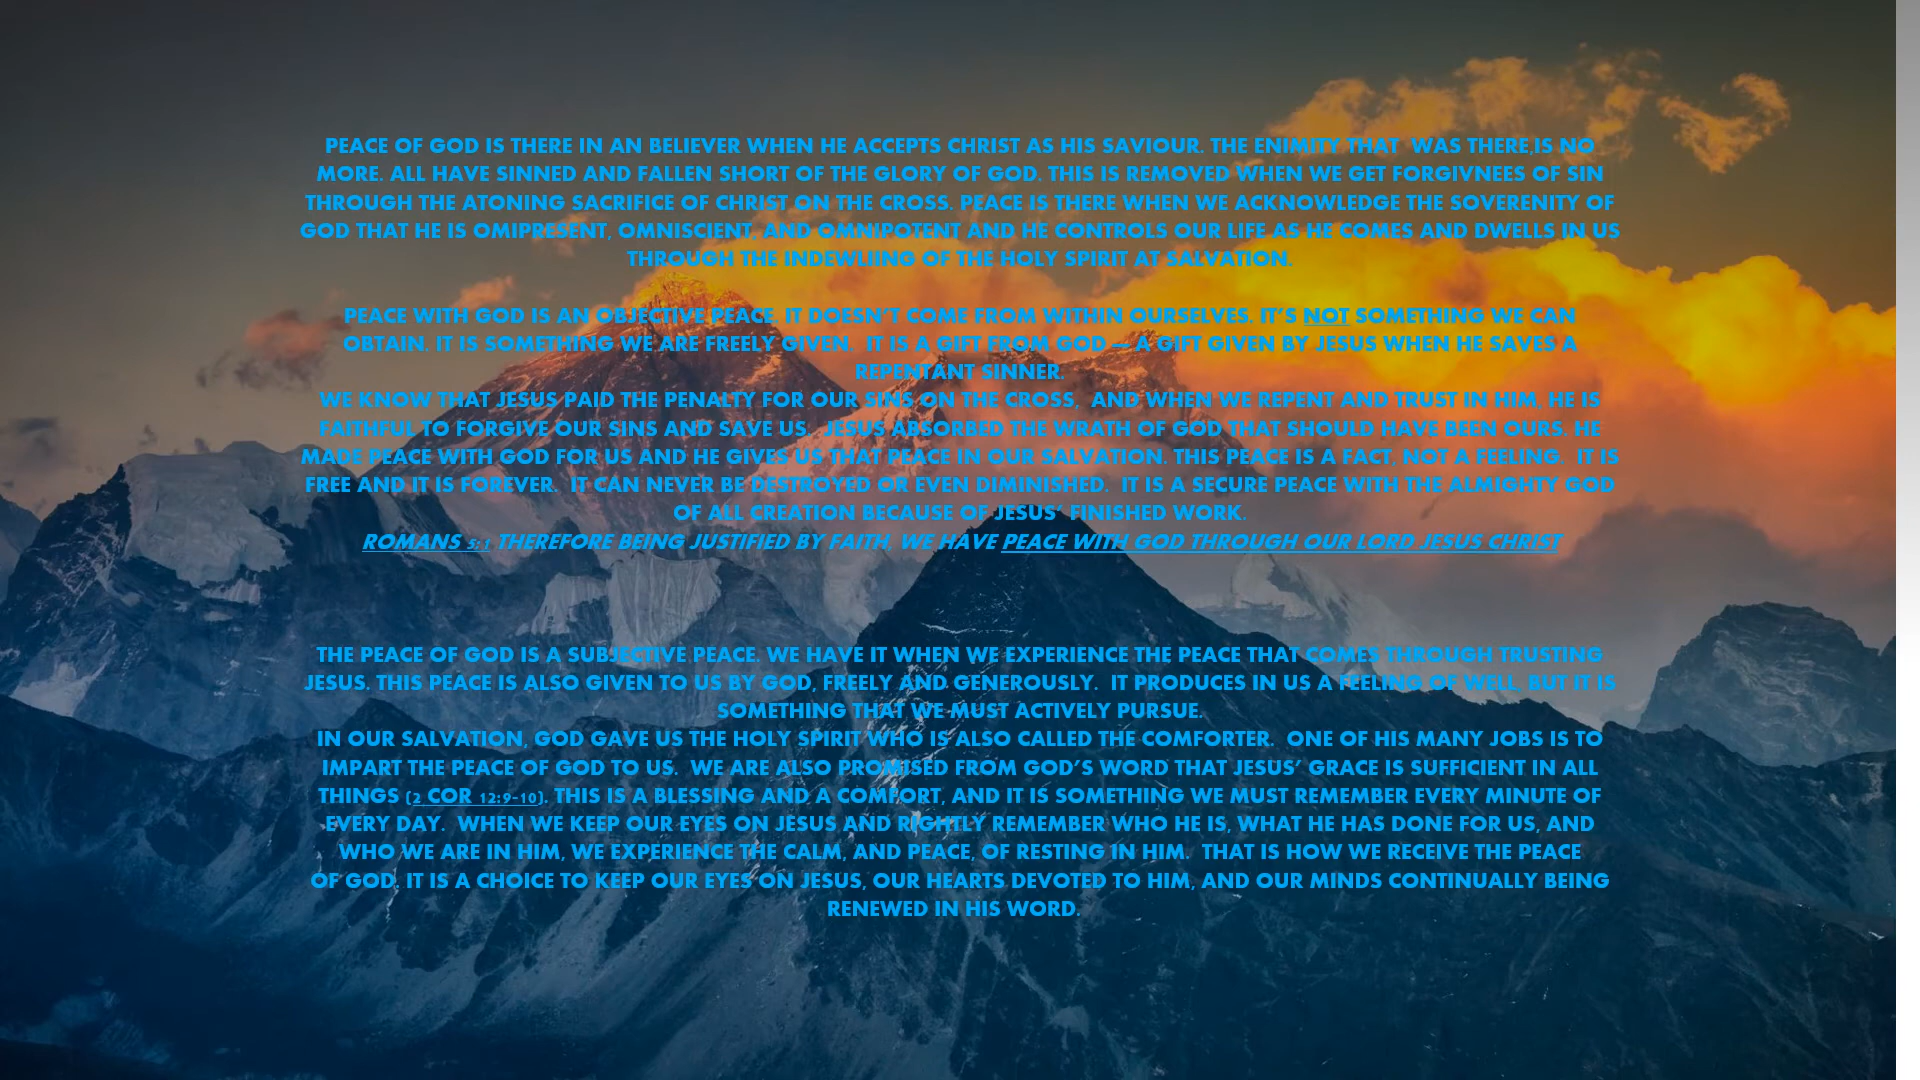 PEACE OF GOD IS THERE IN AN BELIEVER WHEN HE ACCEPTS CHRIST AS HIS SAVIOUR. THE ENIMITY THAT WAS THERE,IS NO
MORE. ALL HAVE SINNED AND FALLEN SHORT OF THE GLORY OF GOD. THIS IS REMOVED WHEN WE GET FORGIVNEES OF SIN
THROUGH THE ATONING SACRIFICE OF CHRIST ON THE CROSS. PEACE IS THERE WHEN WE ACKNOWLEDGE THE SOVERENITY OF
GOD THAT HE IS OMIPRESENT, OMNISCIENT, AND OMNIPOTENT AND HE CONTROLS OUR LIFE AS HE COMES AND DWELLS IN US
THROUGH THE INDEWLIING OF THE HOLY SPIRIT AT SALVATION.
PEACE WITH GOD IS AN OBJECTIVE PEACE. IT DOESN'T COME FROM WITHIN OURSELVES. IT'S NOT SOMETHING WE CAN
OBTAIN. IT IS SOMETHING WE ARE FREELY GIVEN. IT IS A GIFT FROM GOD — A GIFT GIVEN BY JESUS WHEN HE SAVES A
REPENTANT SINNER.
WE KNOW THAT JESUS PAID THE PENALTY FOR OUR SINS ON THE CROSS, AND WHEN WE REPENT AND TRUST IN HIM, HE IS
FAITHFUL TO FORGIVE OUR SINS AND SAVE US. JESUS ABSORBED THE WRATH OF GOD THAT SHOULD HAVE BEEN OURS. HE
MADE PEACE WITH GOD FOR US AND HE GIVES US THAT PEACE IN OUR SALVATION. THIS PEACE IS A FACT, NOT A FEELING. IT IS
FREE AND IT IS FOREVER. IT CAN NEVER BE DESTROYED OR EVEN DIMINISHED. IT IS A SECURE PEACE WITH THE ALMIGHTY GOD
OF ALL CREATION BECAUSE OF JESUS' FINISHED WORK.
ROMANS 5:1 THEREFORE BEING JUSTIFIED BY FAITH, WE HAVE PEACE WITH GOD THROUGH OUR LORD JESUS CHRIST
THE PEACE OF GOD IS A SUBJECTIVE PEACE. WE HAVE IT WHEN WE EXPERIENCE THE PEACE THAT COMES THROUGH TRUSTING
JESUS. THIS PEACE IS ALSO GIVEN TO US BY GOD, FREELY AND GENEROUSLY. IT PRODUCES IN US A FEELING OF WELL, BUT IT IS
SOMETHING THAT WE MUST ACTIVELY PURSUE.
IN OUR SALVATION, GOD GAVE US THE HOLY SPIRIT WHO IS ALSO CALLED THE COMFORTER. ONE OF HIS MANY JOBS IS TO
IMPART THE PEACE OF GOD TO US. WE ARE ALSO PROMISED FROM GOD'S WORD THAT JESUS' GRACE IS SUFFICIENT IN ALL
THINGS (2 COR 12:9-10). THIS IS A BLESSING AND A COMFORT, AND IT IS SOMETHING WE MUST REMEMBER EVERY MINUTE OF
EVERY DAY. WHEN WE KEEP OUR EYES ON JESUS AND RIGHTLY REMEMBER WHO HE IS, WHAT HE HAS DONE FOR US, AND
WHO WE ARE IN HIM, WE EXPERIENCE THE CALM, AND PEACE, OF RESTING IN HIM. THAT IS HOW WE RECEIVE THE PEACE
OF GOD. IT IS A CHOICE TO KEEP OUR EYES ON JESUS, OUR HEARTS DEVOTED TO HIM, AND OUR MINDS CONTINUALLY BEING
RENEWED IN HIS WORD.